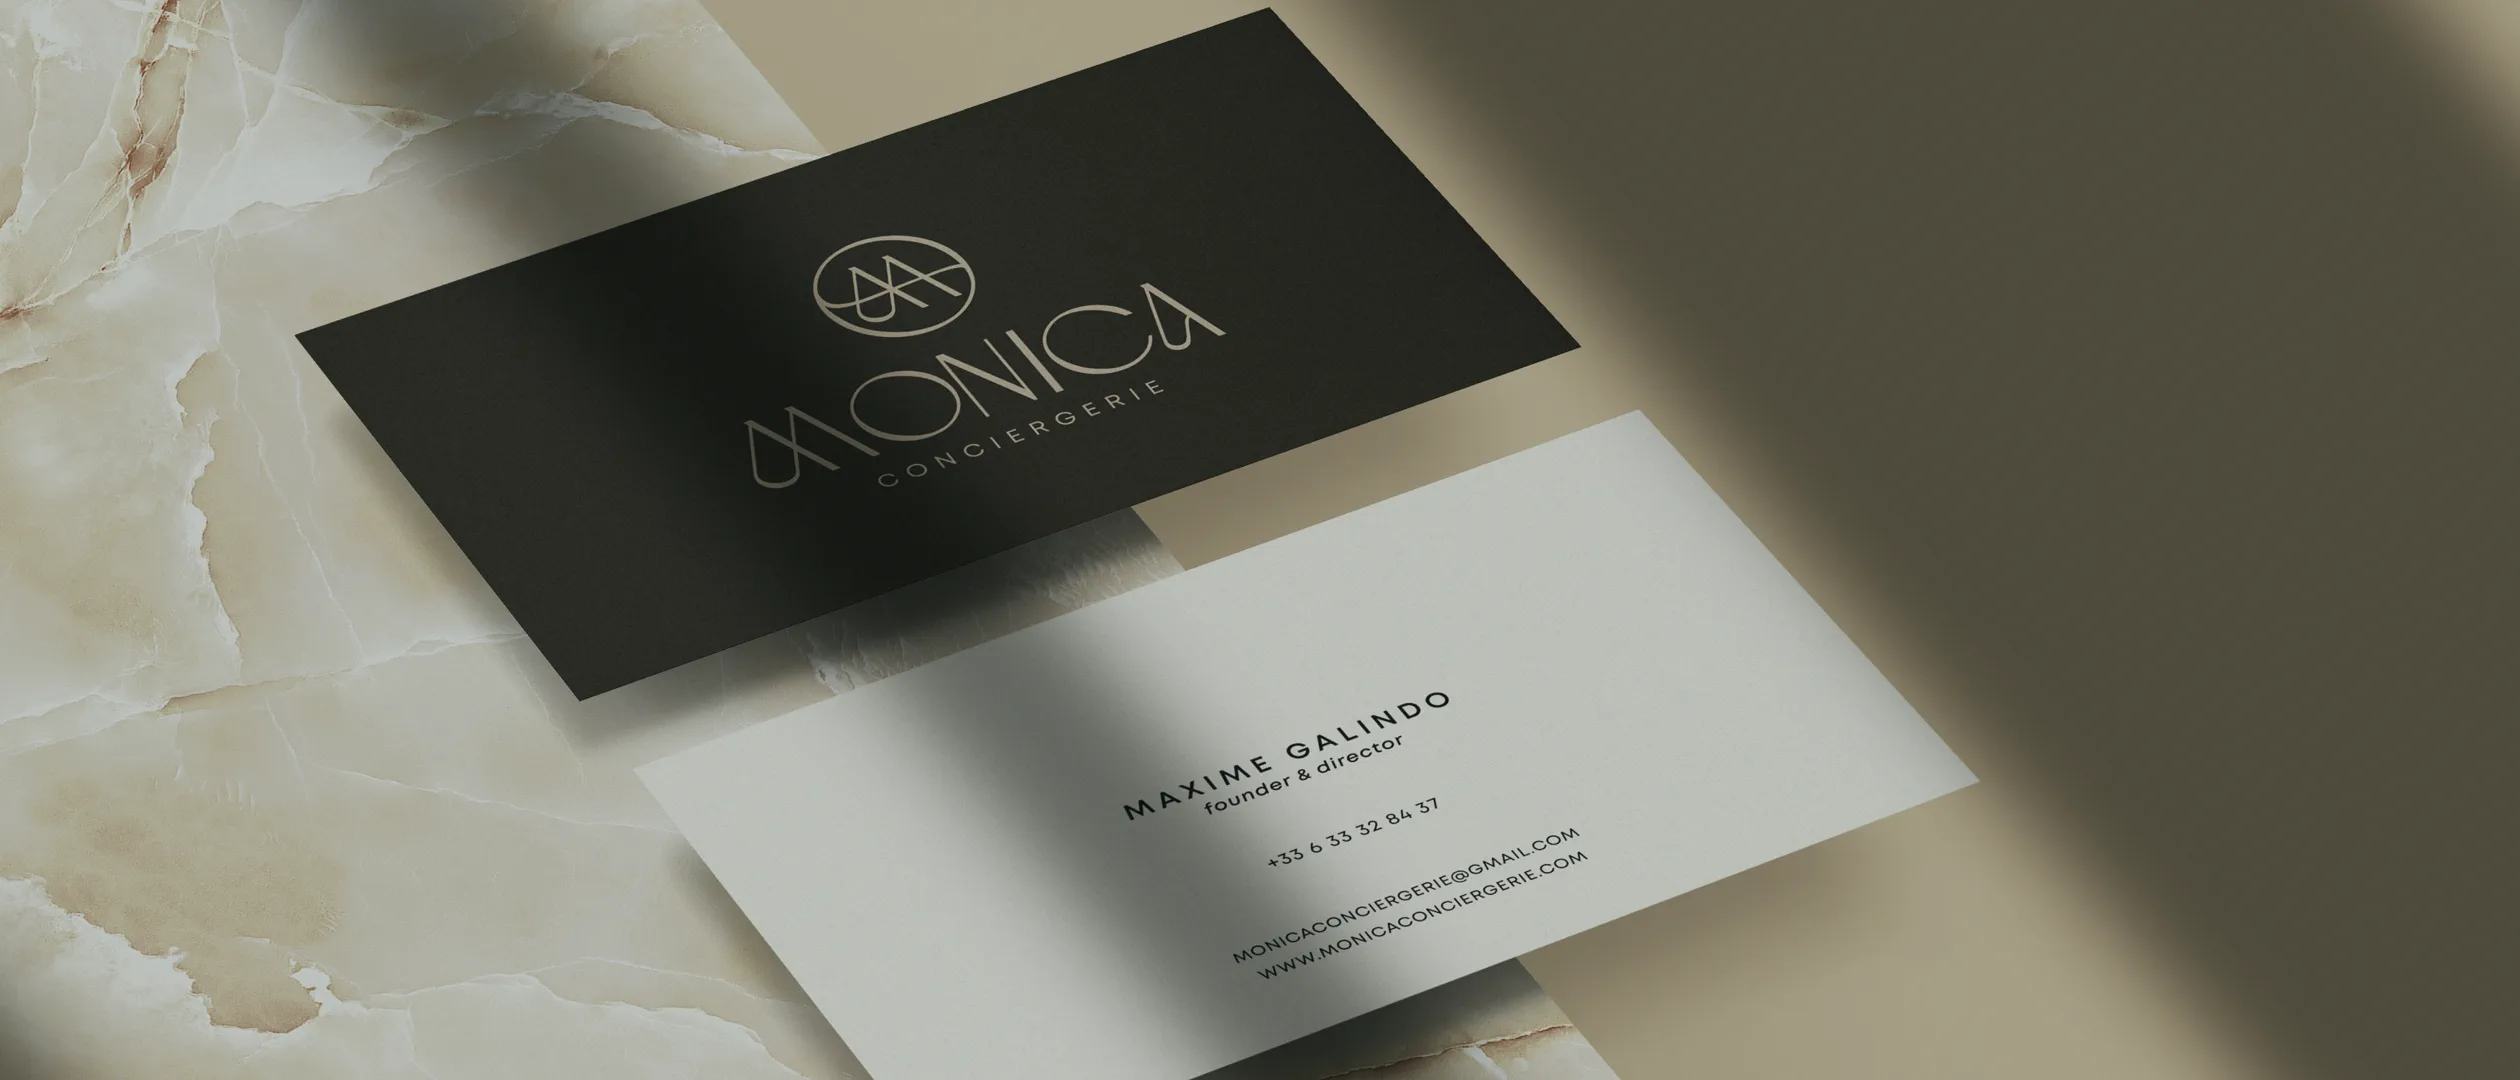 MONICA
CONCIERGERIE
MAXIME GALINDO
founder & director
+33 6 33 32 84 37
MONICACONCIERGERIE@GMAIL.COM
WWW.MONICACONCIERGERIE.COM